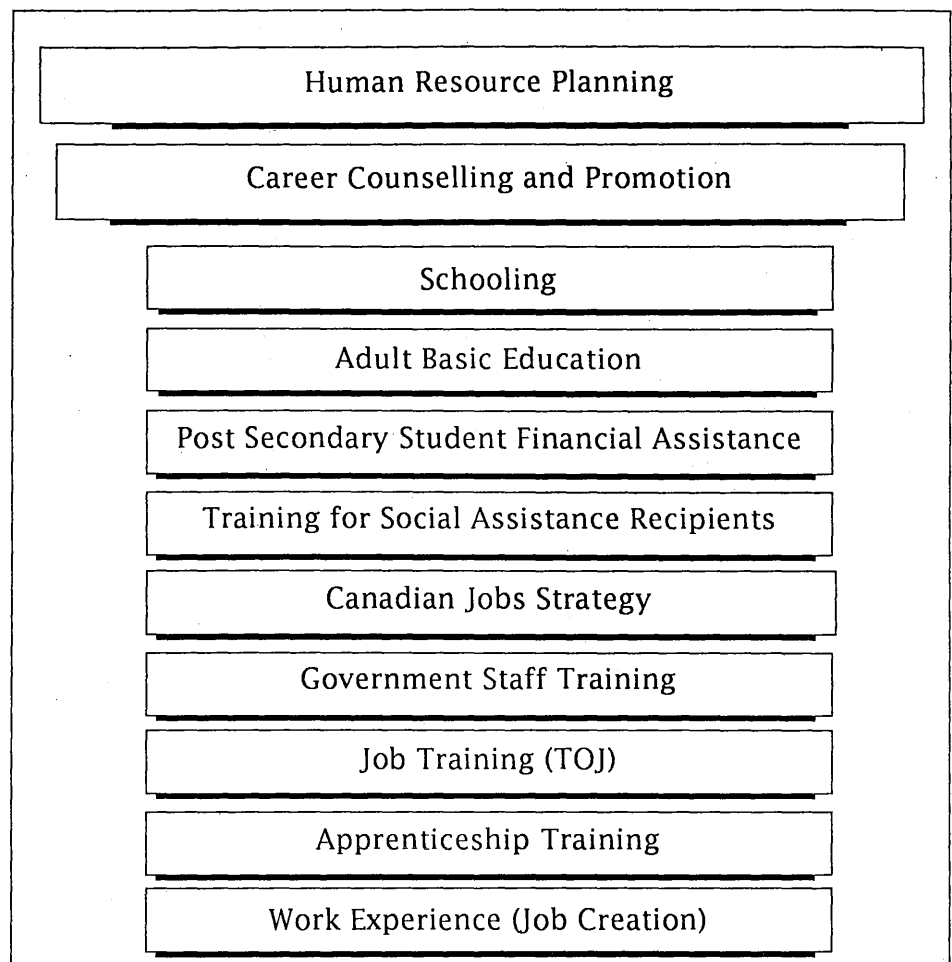 Human Resource Planning
Career Counselling and Promotion
Schooling
Adult Basic Education
Post Secondary Student Financial Assistance
Training for Social Assistance Recipients
Canadian Jobs Strategy
Government Staff Training
Job Training (TOJ)
Apprenticeship Training
Work Experience (Job Creation)